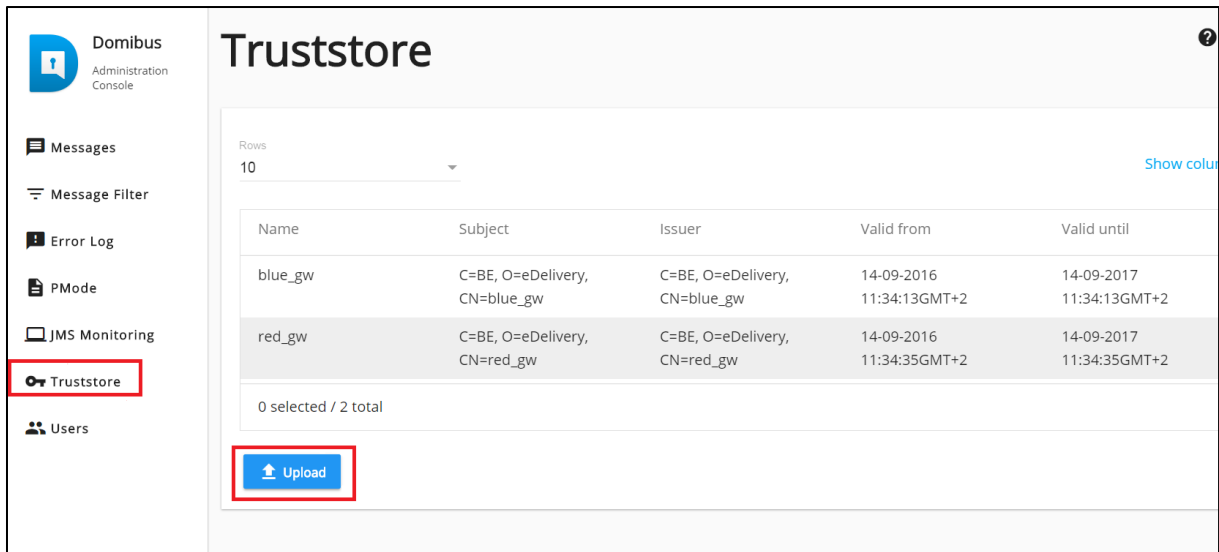 Domibus
Administration
Console
Messages
Message Filter
Error Log
PMode
JMS Monitoring
Truststore
Users
Truststore
Rows
10
Show colu
Name Subject Issuer Valid from Valid until
blue_gw C=BE, O=eDelivery, C=BE, O=eDelivery, 14-09-2016 14-09-2017
CN=blue_gw CN=blue_gw 11:34:13GMT+2 11:34:13GMT+2
red_gw C=BE, O=eDelivery, C=BE, O=eDelivery, 14-09-2016 14-09-2017
CN=red_gw CN=red_gw 11:34:35GMT+2 11:34:35GMT+2
0 selected / 2 total
Upload